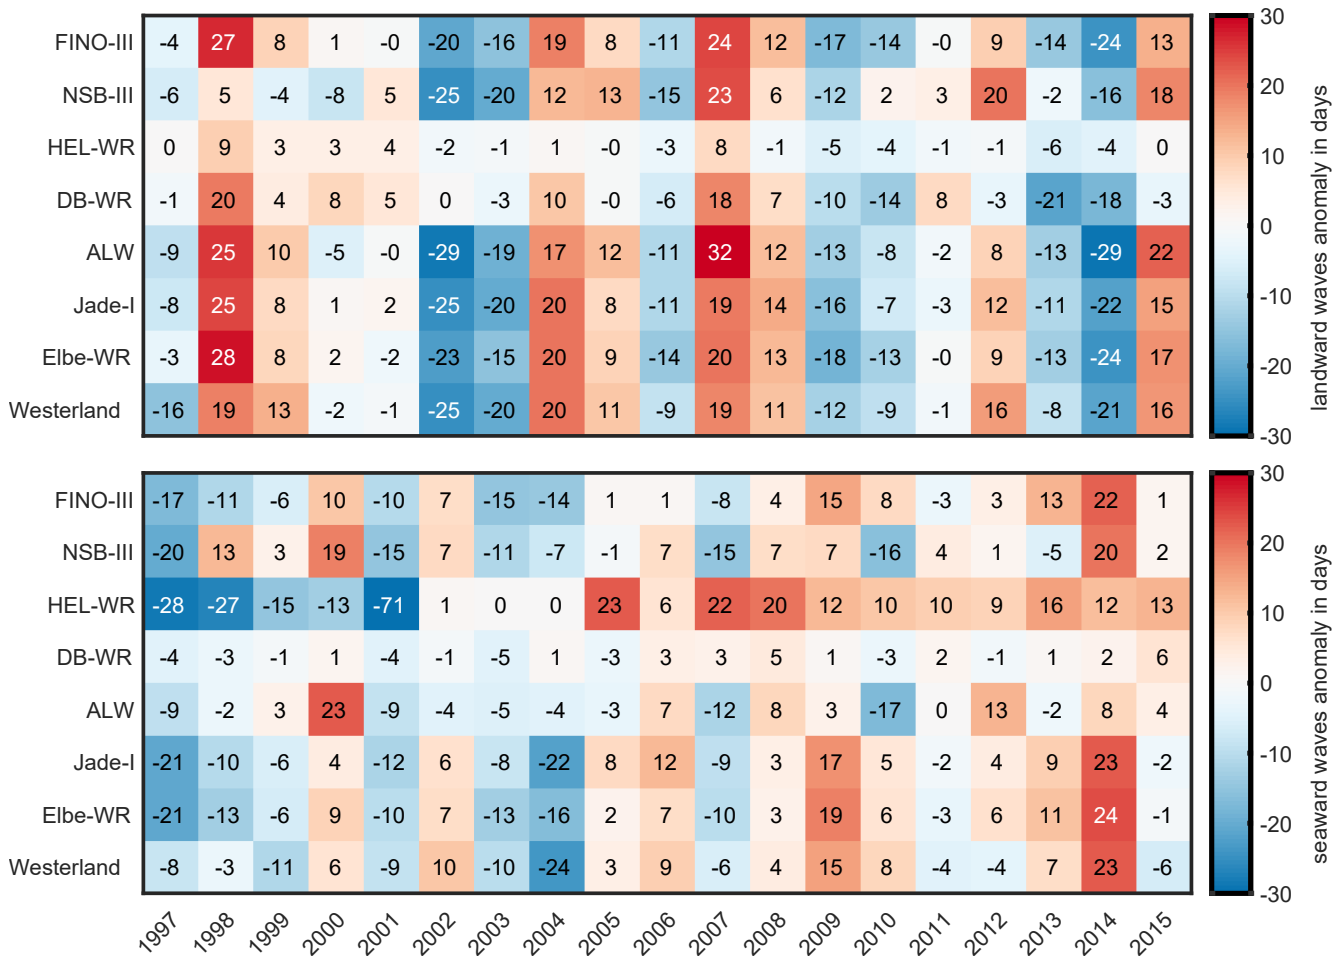 FINO-III -4 27 8 1 -0 -20 -16 19 8 -11 24 12 -17 -14 -0 9 -14 -24 13
NSB-III -6 5 -4 -8 5 -25 -20 12 13 -15 23 6 -12 2 3 20 -2 -16 18
HEL-WR 0 9 3 3 4 -2 -1 1 -0 -3 8 -1 -5 -4 -1 -1 -6 -4 0
DB-WR -1 20 4 8 5 0 -3 10 -0 -6 18 7 -10 -14 8 -3 -21 -18 -3
ALW -9 25 10 -5 -0 -29 -19 17 12 -11 32 12 -13 -8 -2 8 -13 -29 22
Jade-I -8 25 8 1 2 -25 -20 20 8 -11 19 14 -16 -7 -3 12 -11 -22 15
Elbe-WR -3 28 8 2 -2 -23 -15 20 9 -14 20 13 -18 -13 -0 9 -13 -24 17
Westerland -16 19 13 -2 -1 -25 -20 20 11 -9 19 11 -12 -9 -1 16 -8 -21 16
30
20
10
0
-10
-20
-30
landward waves anomaly in days
FINO-III -17 -11 -6 10 -10 7 -15 -14 1 1 -8 4 15 8 -3 3 13 22 1
NSB-III -20 13 3 19 -15 7 -11 -7 -1 7 -15 7 7 -16 4 1 -5 20 2
HEL-WR -28 -27 -15 -13 -71 1 0 0 23 6 22 20 12 10 10 9 16 12 13
DB-WR -4 -3 -1 1 -4 -1 -5 1 -3 3 3 5 1 -3 2 -1 1 2 6
ALW -9 -2 3 23 -9 -4 -5 -4 -3 7 -12 8 3 -17 0 13 -2 8 4
Jade-I -21 -10 -6 4 -12 6 -8 -22 8 12 -9 3 17 5 -2 4 9 23 -2
Elbe-WR -21 -13 -6 9 -10 7 -13 -16 2 7 -10 3 19 6 -3 6 11 24 -1
Westerland -8 -3 -11 6 -9 10 -10 -24 3 9 -6 4 15 8 -4 -4 7 23 -6
30
20
10
0
-10
-20
-30
seaward waves anomaly in days
1997 1998 1999 2000 2001 2002 2003 2004 2005 2006 2007 2008 2009 2010 2011 2012 2013 2014 2015